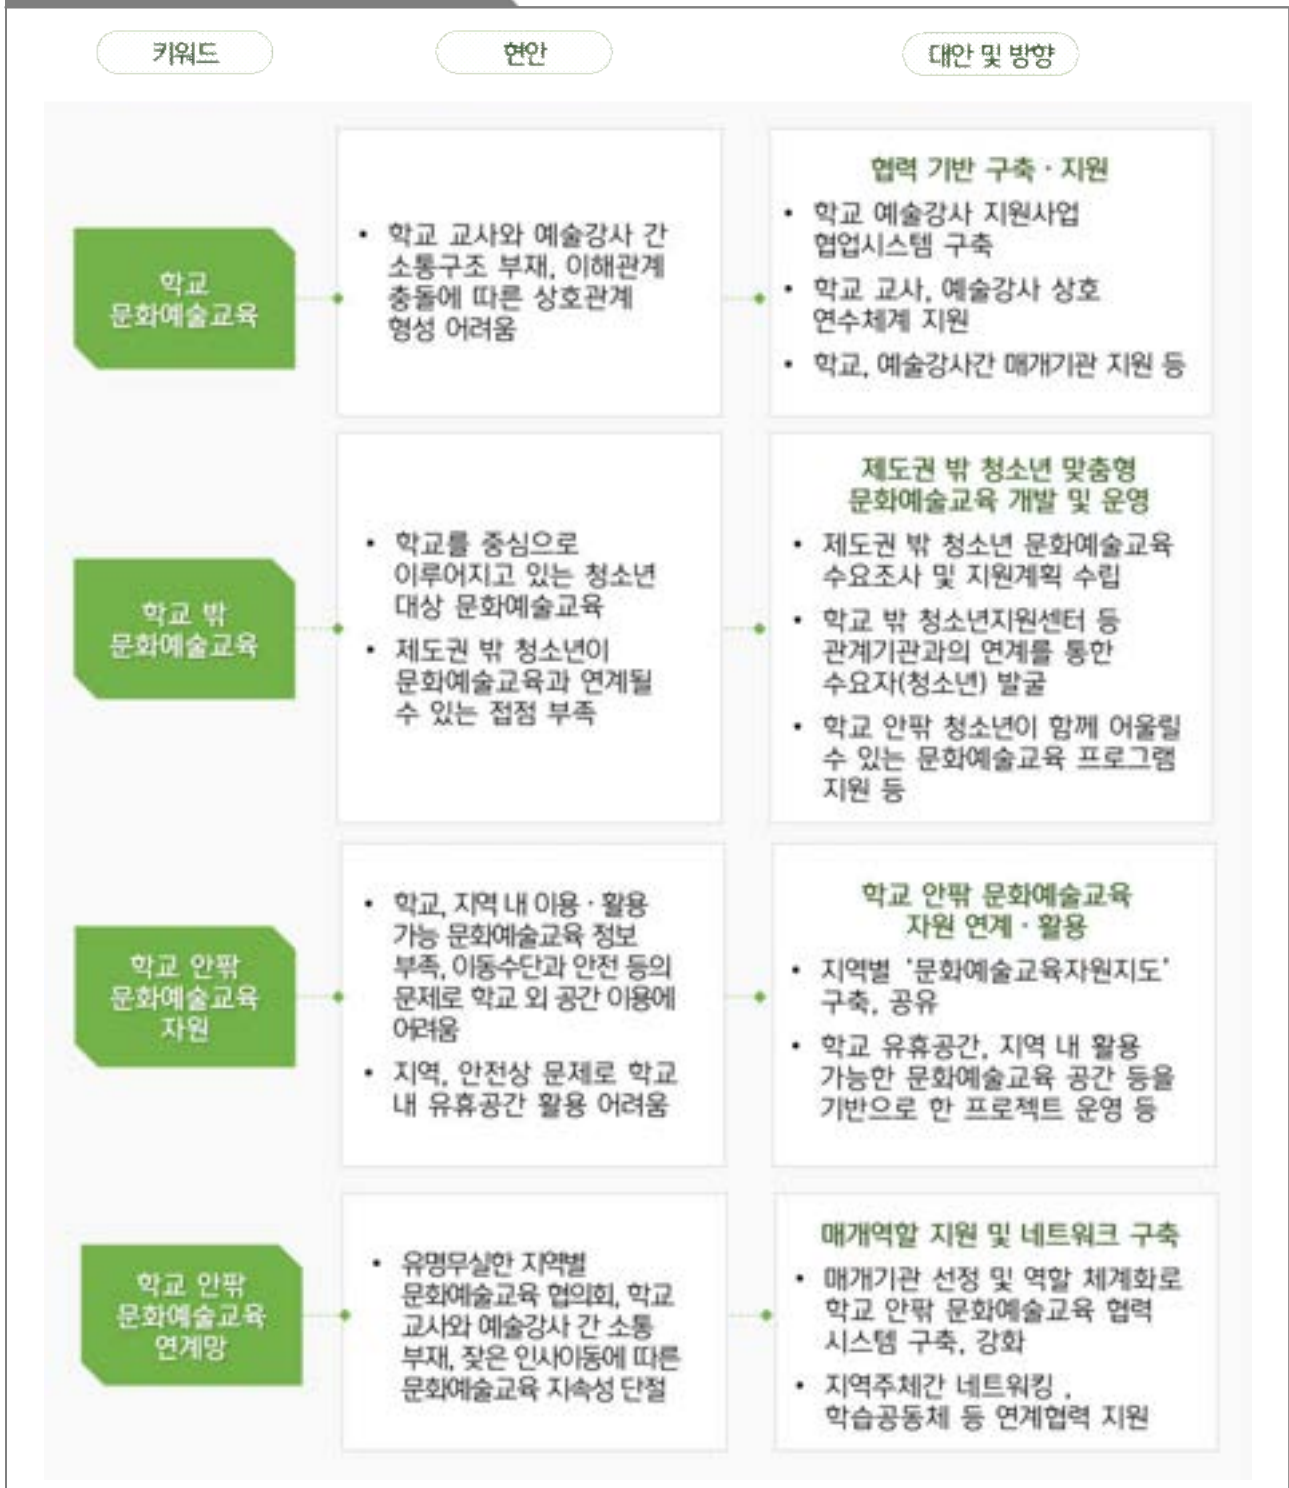 키워드
현안
대안 및 방향
학교
문화예술교육
• 학교 교사와 예술강사 간
소통구조 부재, 이해관계
충돌에 따른 상호관계
형성 어려움
협력 기반 구축 · 지원
• 학교 예술강사 지원사업
협업시스템 구축
• 학교 교사, 예술강사 상호
연수체계 지원
• 학교, 예술강사간 매개기관 지원 등
학교 밖
문화예술교육
• 학교를 중심으로
이루어지고 있는 청소년
대상 문화예술교육
• 제도권 밖 청소년이
문화예술교육과 연계될
수 있는 접점 부족
제도권 밖 청소년 맞춤형
문화예술교육 개발 및 운영
• 제도권 밖 청소년 문화예술교육
수요조사 및 지원계획 수립
• 학교 밖 청소년지원센터 등
관계기관과의 연계를 통한
수요자(청소년) 발굴
• 학교 안팎 청소년이 함께 어울릴
수 있는 문화예술교육 프로그램
지원 등
학교 안팎
문화예술교육
자원
• 학교, 지역 내 이용 · 활용
가능 문화예술교육 정보
부족, 이동수단과 안전 등의
문제로 학교 외 공간 이용에
어려움
• 지역, 안전상 문제로 학교
내 유휴공간 활용 어려움
학교 안팎 문화예술교육
자원 연계 · 활용
• 지역별 '문화예술교육자원지도'
구축, 공유
• 학교 유휴공간, 지역 내 활용
가능한 문화예술교육 공간 등을
기반으로 한 프로젝트 운영 등
학교 안팎
문화예술교육
연계망
• 유명무실한 지역별
문화예술교육 협의회, 학교
교사와 예술강사 간 소통
부재, 잦은 인사이동에 따른
문화예술교육 지속성 단절
매개역할 지원 및 네트워크 구축
• 매개기관 선정 및 역할 체계화로
학교 안팎 문화예술교육 협력
시스템 구축, 강화
• 지역주체간 네트워킹 ,
학습공동체 등 연계협력 지원